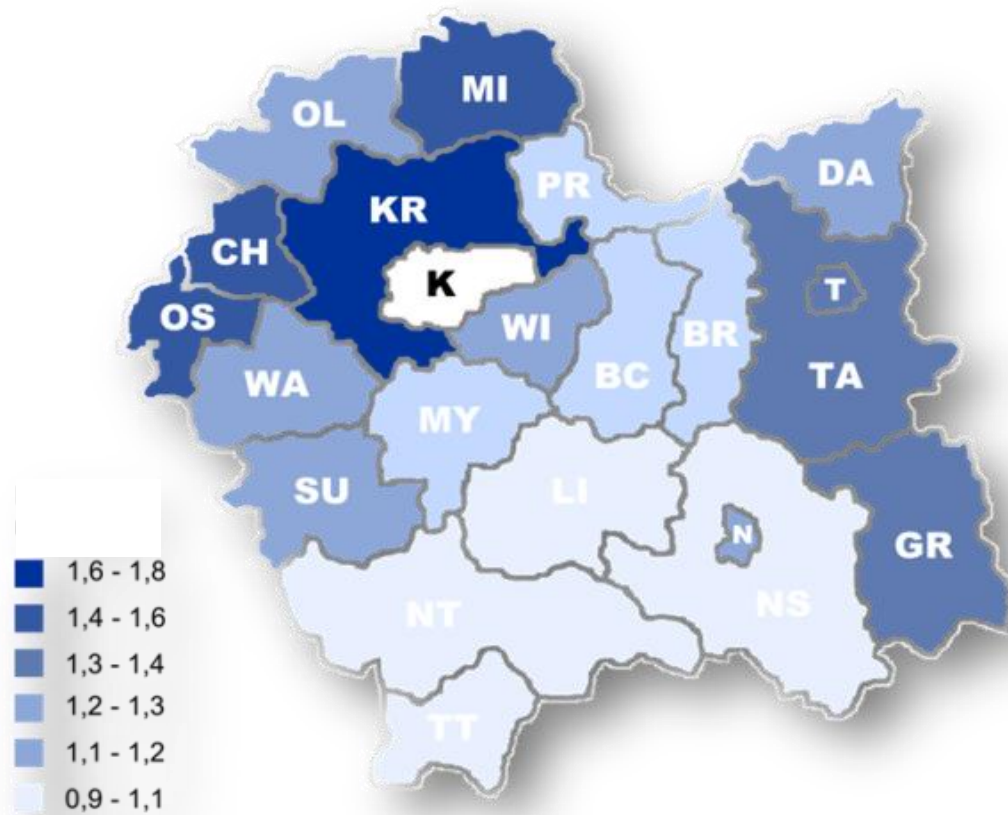 MI
OL
DA
PR
KR
CH
K
T
OS
WI
BR
WA
BC
TA
MY
SU
LI
N
GR
NT
NS
TT
1,6 - 1,8
1,4 - 1,6
1,3 - 1,4
1,2 - 1,3
1,1 - 1,2
0,9 - 1,1